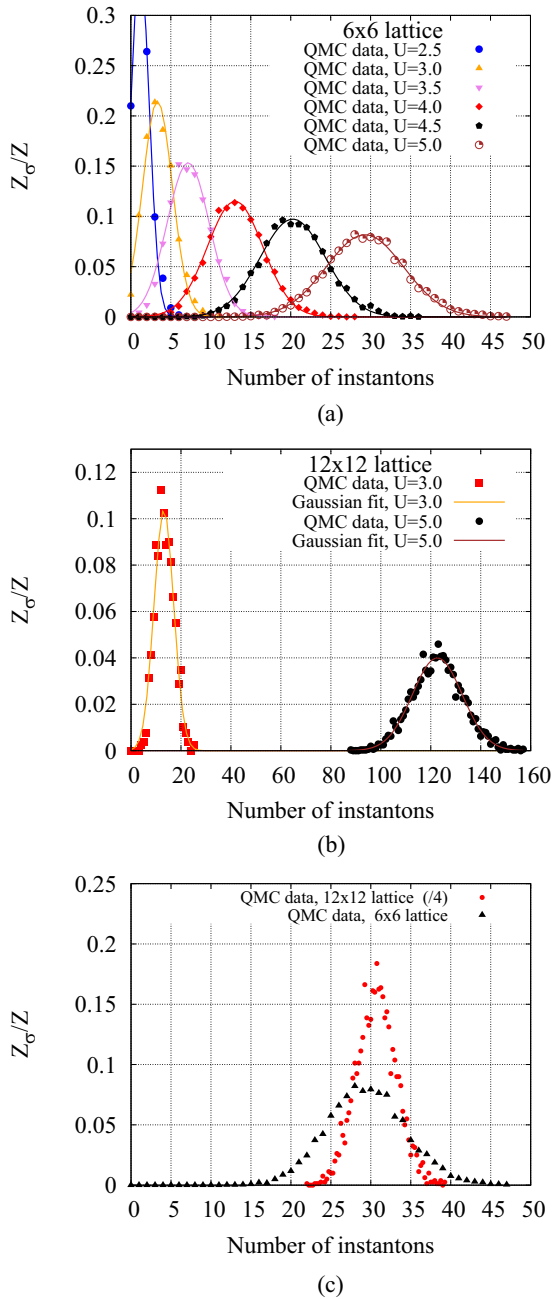 6x6 lattice
QMC data, U=2.5
QMC data, U=3.0
QMC data, U=3.5
QMC data, U=4.0
QMC data, U=4.5
QMC data, U=5.0
0.3
0.25
0.2
0.15
0.1
0.05
0
Zσ/Z
0 5 10 15 20 25 30 35 40 45 50
Number of instantons
(a)
12x12 lattice
QMC data, U=3.0
Gaussian fit, U=3.0
QMC data, U=5.0
Gaussian fit, U=5.0
0.12
0.1
0.08
0.06
0.04
0.02
0
Zσ/Z
0 20 40 60 80 100 120 140 160
Number of instantons
(b)
QMC data, 12x12 lattice (/4)
QMC data, 6x6 lattice
0.25
0.2
0.15
0.1
0.05
0
Zσ/Z
0 5 10 15 20 25 30 35 40 45 50
Number of instantons
(c)